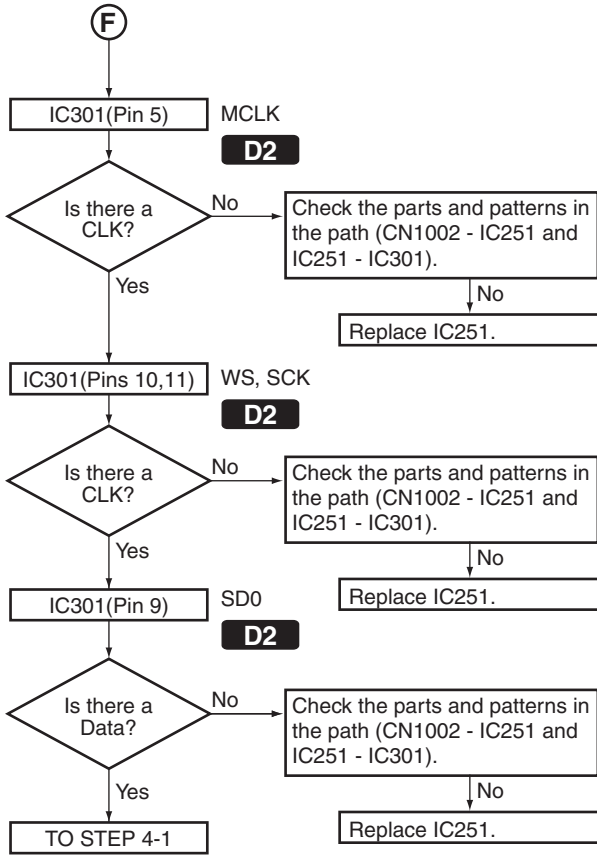 F
IC301(Pin 5)
MCLK
D2
Is there a
CLK?
No
Check the parts and patterns in
the path (CN1002 - IC251 and
IC251 - IC301).
No
Replace IC251.
Yes
IC301(Pins 10,11)
WS, SCK
D2
Is there a
CLK?
No
Check the parts and patterns in
the path (CN1002 - IC251 and
IC251 - IC301).
No
Replace IC251.
Yes
IC301(Pin 9)
SD0
D2
Is there a
Data?
No
Check the parts and patterns in
the path (CN1002 - IC251 and
IC251 - IC301).
No
Replace IC251.
Yes
TO STEP 4-1